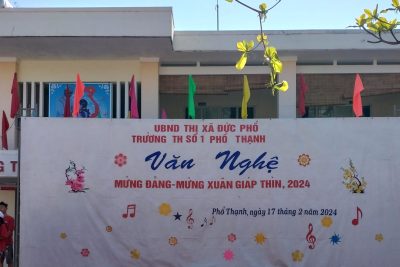 UBND THỊ XÃ ĐỨC PHỔ
TRƯỜNG TH SỐ 1 PHỔ THẠNH
Văn Nghệ
MỪNG ĐẢNG-MỪNG XUÂN GIÁP THÌN, 2024
Phổ Thạnh, ngày 17 tháng 2 năm 2024